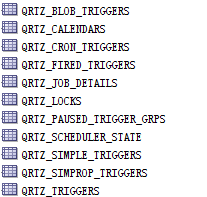 QRTZ_BLOB_TRIGGERS
QRTZ_CALENDARS
QRTZ_CRON_TRIGGERS
QRTZ_FIRED_TRIGGERS
QRTZ_JOB_DETAILS
QRTZ_LOCKS
QRTZ_PAUSED_TRIGGER_GRPS
QRTZ_SCHEDULER_STATE
QRTZ_SIMPLE_TRIGGERS
QRTZ_SIMPROP_TRIGGERS
QRTZ_TRIGGERS